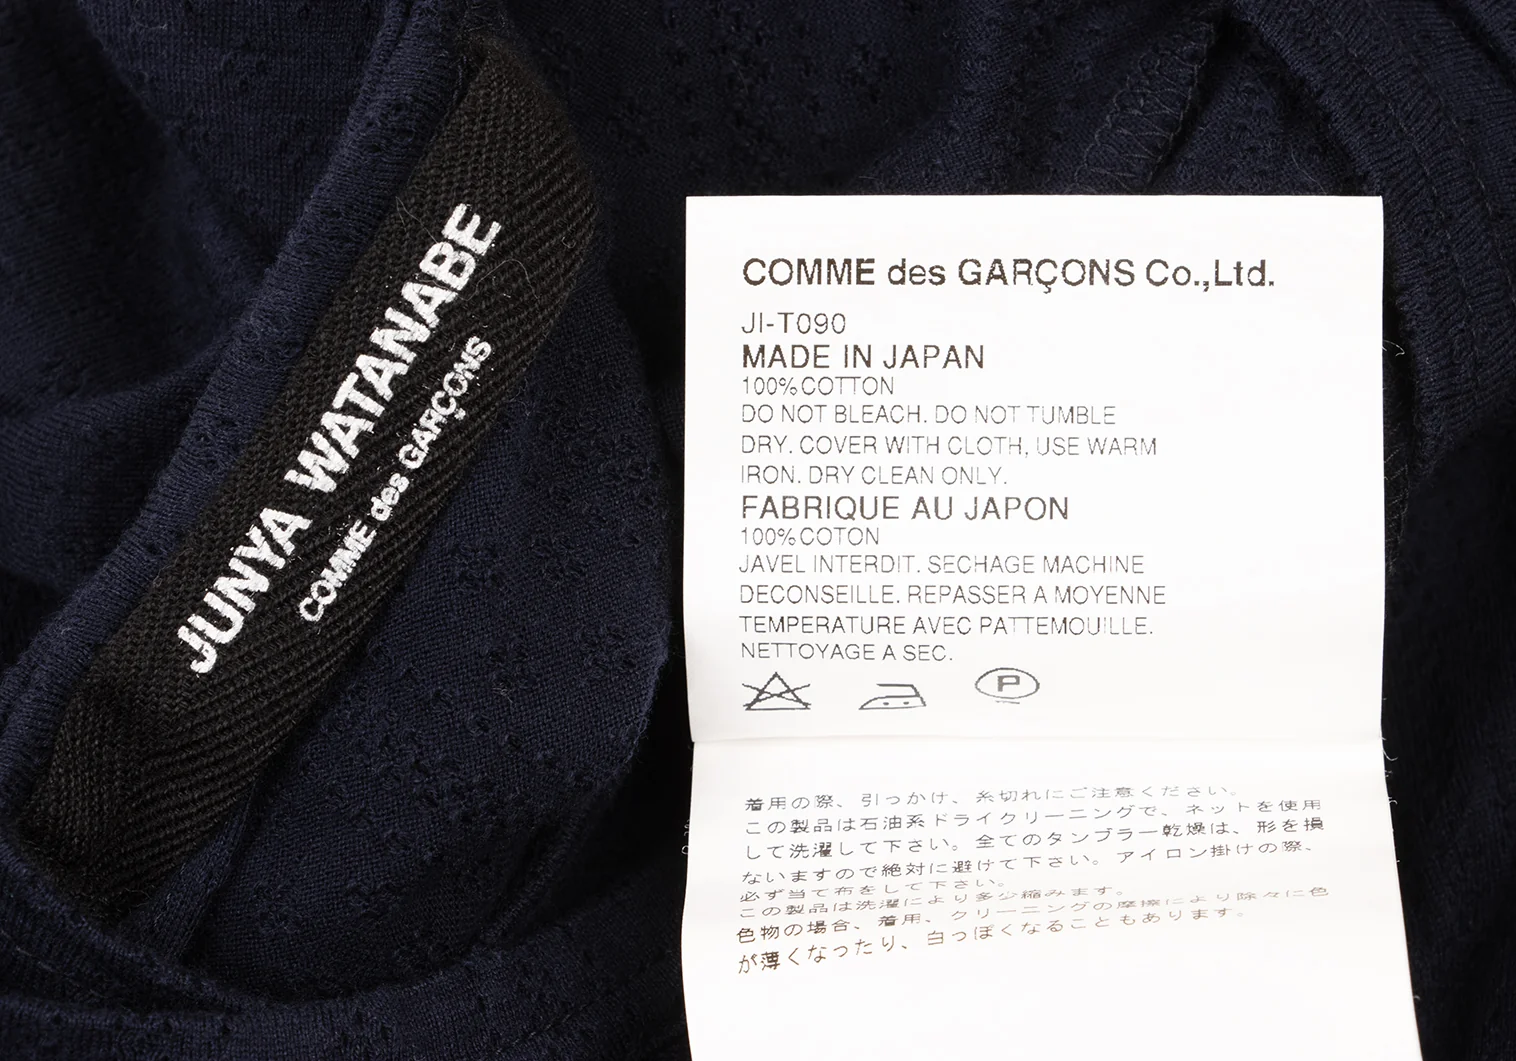 JUNYA WATANABE
COMME des GARÇONS
COMME des GARÇONS Co.,Ltd.
JI-T090
MADE IN JAPAN
100%COTTON
DO NOT BLEACH. DO NOT TUMBLE
DRY. COVER WITH CLOTH, USE WARM
IRON. DRY CLEAN ONLY.
FABRIQUE AU JAPON
100%COTON
JAVEL INTERDIT. SECHAGE MACHINE
DECONSEILLE. REPASSER A MOYENNE
TEMPERATURE AVEC PATTEMOUILLE.
NETTOYAGE A SEC.
P
着用の際、引っかけ、糸切れにご注意ください。
この製品は石油系ドライクリーニングで、ネットを使用
して洗濯して下さい。全てのタンブラー乾燥は、形を損
ないますので絶対に避けて下さい。アイロン掛けの際、
必ず当て布をして下さい。
この製品は洗濯により多少縮みます。
色物の場合、着用、クリーニングの摩擦により除々に色
が薄くなったり、白っぽくなることもあります。